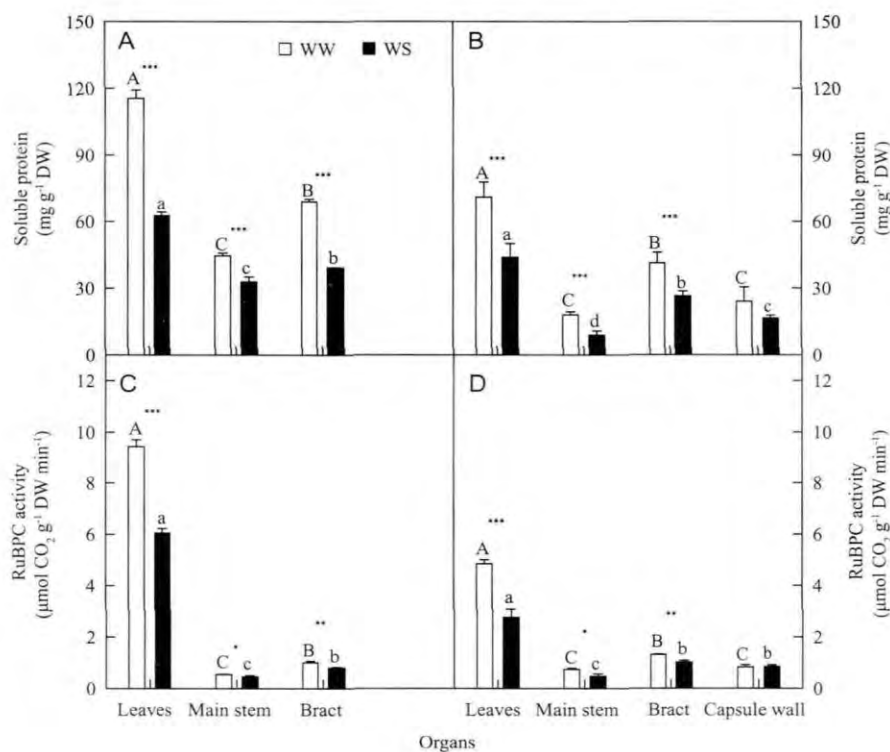 150
120
90
60
30
0
Soluble protein
(mg g⁻¹ DW)
A
□ WW ■ WS
A ***
a
***
C
c
***
B
b
B
***
A
a
***
C
d
***
B
b
C
c
150
120
90
60
30
0
Soluble protein
(mg g⁻¹ DW)
12
10
8
6
4
2
0
RuBPC activity
(μmol CO₂ g⁻¹ DW min⁻¹)
C
***
A
a
*
C c
**
B b
D
***
A
a
*
C c
**
B b
C b
12
10
8
6
4
2
0
RuBPC activity
(μmol CO₂ g⁻¹ DW min⁻¹)
Leaves Main stem Bract
Leaves Main stem Bract Capsule wall
Organs